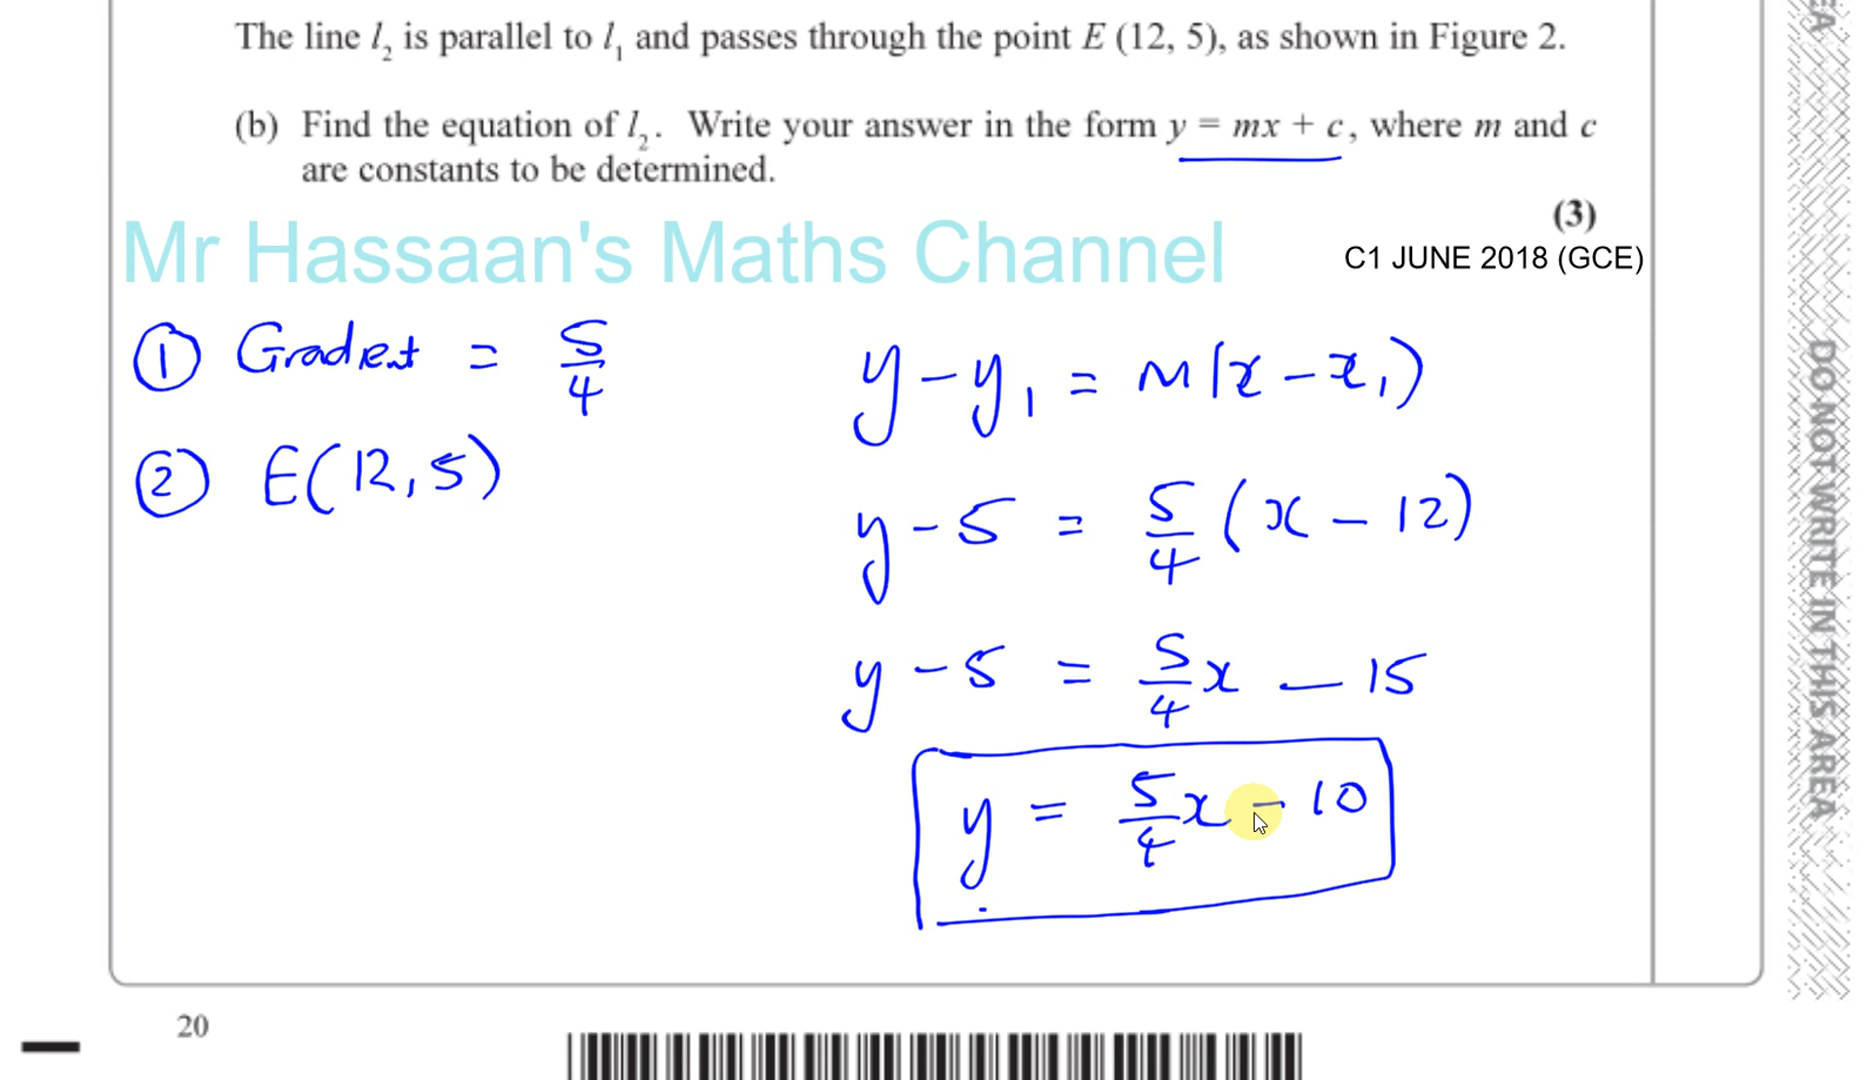 The line l₂ is parallel to l₁ and passes through the point E (12, 5), as shown in Figure 2.
(b) Find the equation of l₂. Write your answer in the form y = mx + c, where m and c
are constants to be determined.
(3)
Mr Hassaan's Maths Channel
C1 JUNE 2018 (GCE)
① Gradient = 5/4
② E(12, 5)
y - y₁ = m(x - x₁)
y - 5 = 5/4 (x - 12)
y - 5 = 5/4 x - 15
y = 5/4 x - 10
20
EA
DO NOT WRITE IN THIS AREA